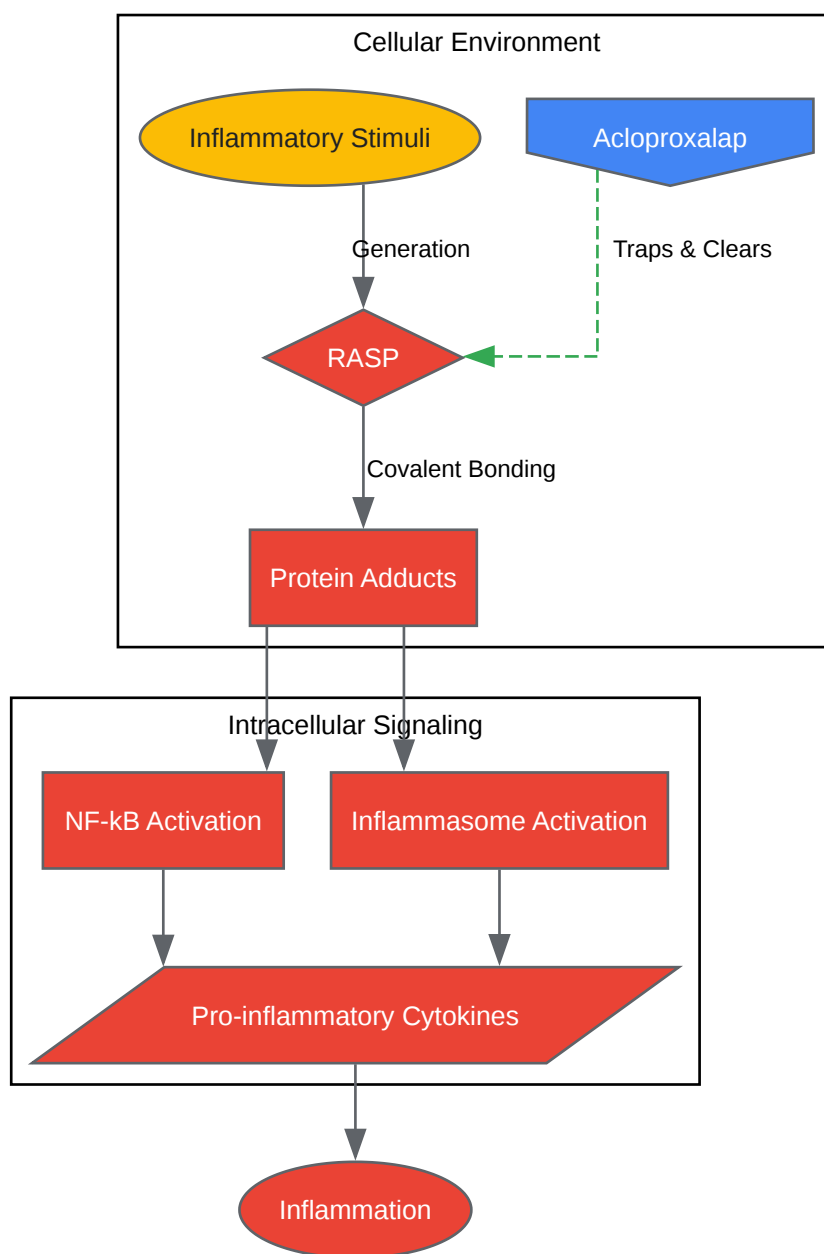 Cellular Environment
Inflammatory Stimuli
Acloproxalap
Generation
Traps & Clears
RASP
Covalent Bonding
Protein Adducts
Intracellular Signaling
NF-kB Activation
Inflammasome Activation
Pro-inflammatory Cytokines
Inflammation